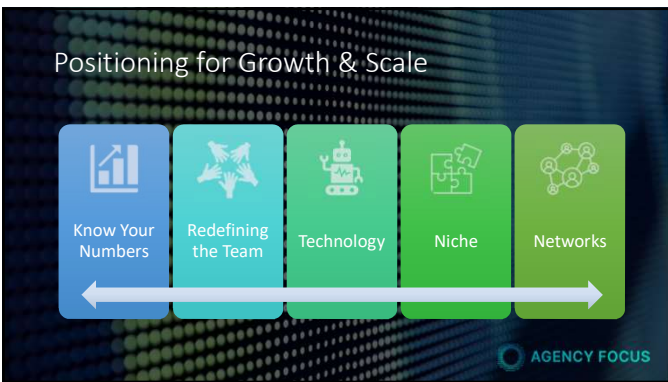 Positioning for Growth & Scale
Know Your
Numbers
Redefining
the Team
Technology
Niche
Networks
AGENCY FOCUS